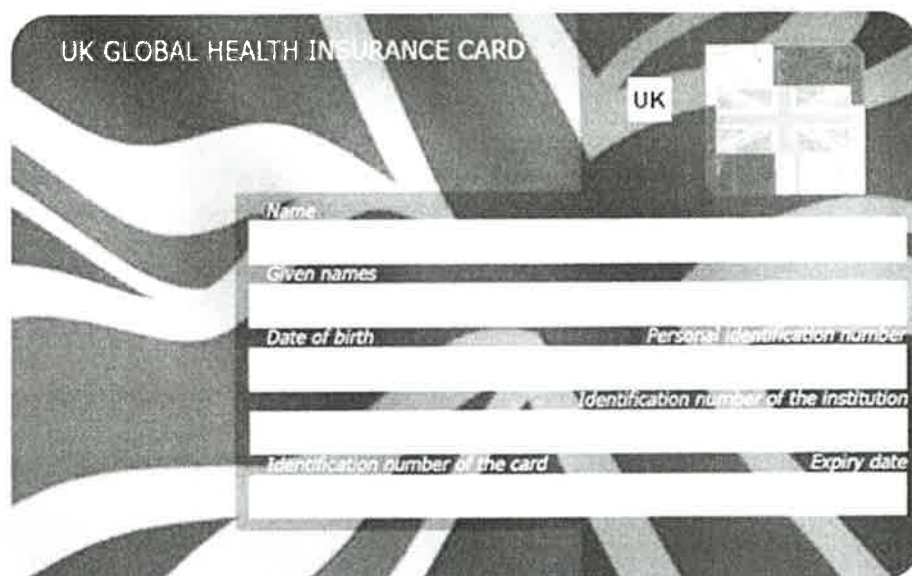 UK GLOBAL HEALTH INSURANCE CARD
UK
Name
Given names
Date of birth Personal identification number
Identification number of the institution
Identification number of the card Expiry date